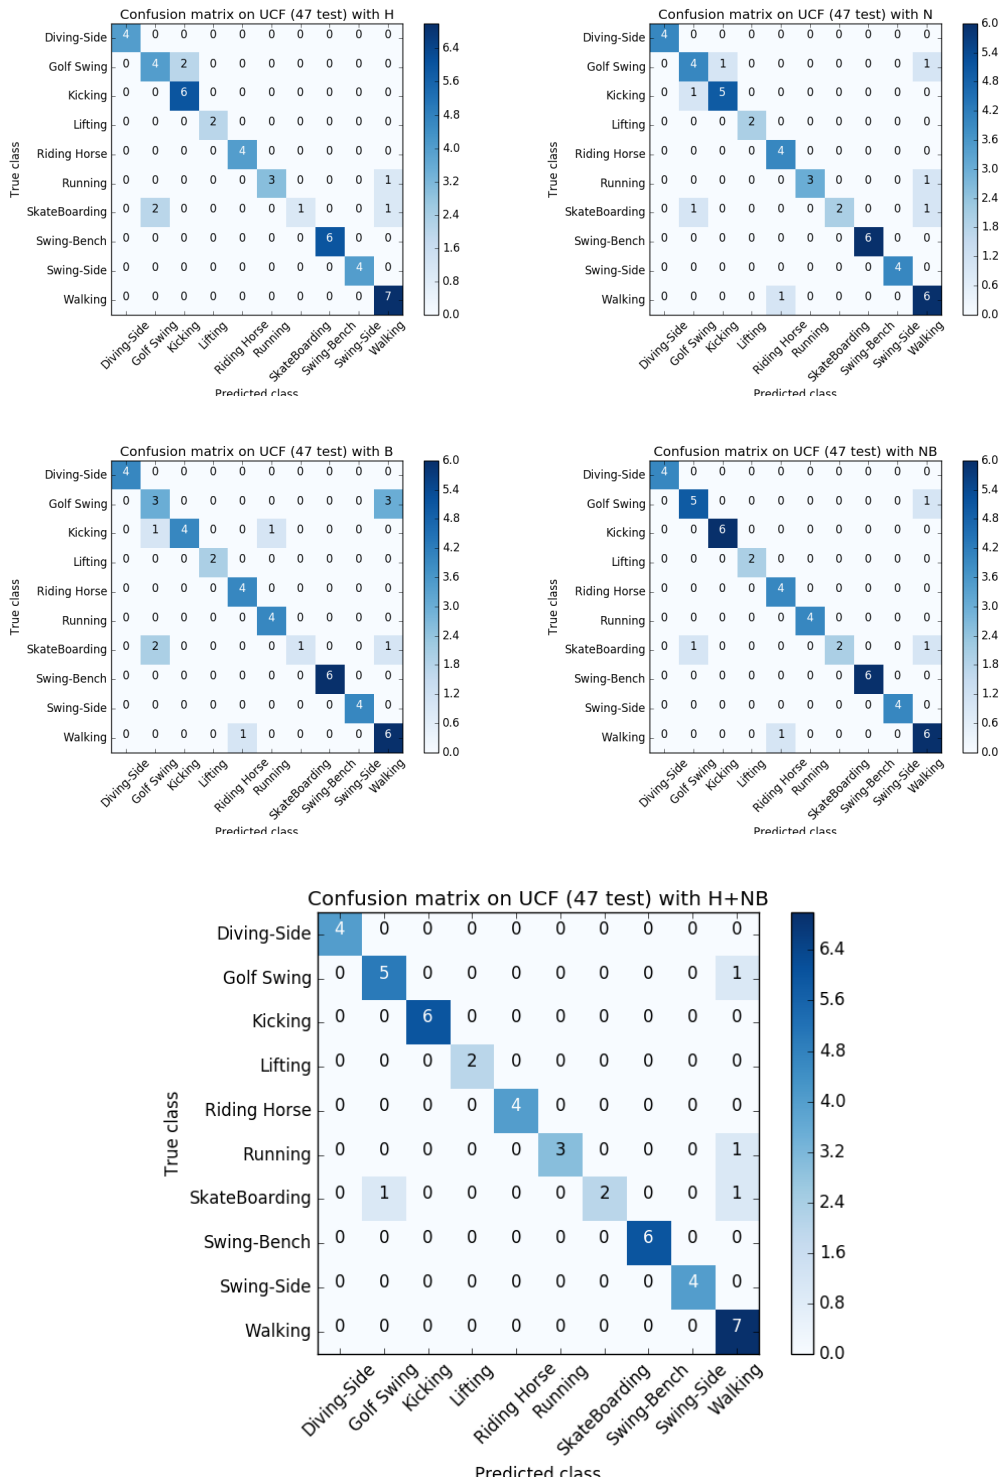 Confusion matrix on UCF (47 test) with H
True class
Diving-Side 4 0 0 0 0 0 0 0 0 0
Golf Swing 0 4 2 0 0 0 0 0 0 0
Kicking 0 0 6 0 0 0 0 0 0 0
Lifting 0 0 0 2 0 0 0 0 0 0
Riding Horse 0 0 0 0 4 0 0 0 0 0
Running 0 0 0 0 0 3 0 0 0 1
SkateBoarding 0 2 0 0 0 0 1 0 0 1
Swing-Bench 0 0 0 0 0 0 0 6 0 0
Swing-Side 0 0 0 0 0 0 0 0 4 0
Walking 0 0 0 0 0 0 0 0 0 7
Diving-Side Golf Swing Kicking Lifting Riding Horse Running SkateBoarding Swing-Bench Swing-Side Walking
Predicted class
6.4
5.6
4.8
4.0
3.2
2.4
1.6
0.8
0.0
Confusion matrix on UCF (47 test) with N
True class
Diving-Side 4 0 0 0 0 0 0 0 0 0
Golf Swing 0 4 1 0 0 0 0 0 0 1
Kicking 0 1 5 0 0 0 0 0 0 0
Lifting 0 0 0 2 0 0 0 0 0 0
Riding Horse 0 0 0 0 4 0 0 0 0 0
Running 0 0 0 0 0 3 0 0 0 1
SkateBoarding 0 1 0 0 0 0 2 0 0 1
Swing-Bench 0 0 0 0 0 0 0 6 0 0
Swing-Side 0 0 0 0 0 0 0 0 4 0
Walking 0 0 0 0 1 0 0 0 0 6
Diving-Side Golf Swing Kicking Lifting Riding Horse Running SkateBoarding Swing-Bench Swing-Side Walking
Predicted class
6.0
5.4
4.8
4.2
3.6
3.0
2.4
1.8
1.2
0.6
0.0
Confusion matrix on UCF (47 test) with B
True class
Diving-Side 4 0 0 0 0 0 0 0 0 0
Golf Swing 0 3 0 0 0 0 0 0 0 3
Kicking 0 1 4 0 0 1 0 0 0 0
Lifting 0 0 0 2 0 0 0 0 0 0
Riding Horse 0 0 0 0 4 0 0 0 0 0
Running 0 0 0 0 0 4 0 0 0 0
SkateBoarding 0 2 0 0 0 0 1 0 0 1
Swing-Bench 0 0 0 0 0 0 0 6 0 0
Swing-Side 0 0 0 0 0 0 0 0 4 0
Walking 0 0 0 0 1 0 0 0 0 6
Diving-Side Golf Swing Kicking Lifting Riding Horse Running SkateBoarding Swing-Bench Swing-Side Walking
Predicted class
6.0
5.4
4.8
4.2
3.6
3.0
2.4
1.8
1.2
0.6
0.0
Confusion matrix on UCF (47 test) with NB
True class
Diving-Side 4 0 0 0 0 0 0 0 0 0
Golf Swing 0 5 0 0 0 0 0 0 0 1
Kicking 0 0 6 0 0 0 0 0 0 0
Lifting 0 0 0 2 0 0 0 0 0 0
Riding Horse 0 0 0 0 4 0 0 0 0 0
Running 0 0 0 0 0 4 0 0 0 0
SkateBoarding 0 1 0 0 0 0 2 0 0 1
Swing-Bench 0 0 0 0 0 0 0 6 0 0
Swing-Side 0 0 0 0 0 0 0 0 4 0
Walking 0 0 0 0 1 0 0 0 0 6
Diving-Side Golf Swing Kicking Lifting Riding Horse Running SkateBoarding Swing-Bench Swing-Side Walking
Predicted class
6.0
5.4
4.8
4.2
3.6
3.0
2.4
1.8
1.2
0.6
0.0
Confusion matrix on UCF (47 test) with H+NB
True class
Diving-Side 4 0 0 0 0 0 0 0 0 0
Golf Swing 0 5 0 0 0 0 0 0 0 1
Kicking 0 0 6 0 0 0 0 0 0 0
Lifting 0 0 0 2 0 0 0 0 0 0
Riding Horse 0 0 0 0 4 0 0 0 0 0
Running 0 0 0 0 0 3 0 0 0 1
SkateBoarding 0 1 0 0 0 0 2 0 0 1
Swing-Bench 0 0 0 0 0 0 0 6 0 0
Swing-Side 0 0 0 0 0 0 0 0 4 0
Walking 0 0 0 0 0 0 0 0 0 7
Diving-Side Golf Swing Kicking Lifting Riding Horse Running SkateBoarding Swing-Bench Swing-Side Walking
Predicted class
6.4
5.6
4.8
4.0
3.2
2.4
1.6
0.8
0.0